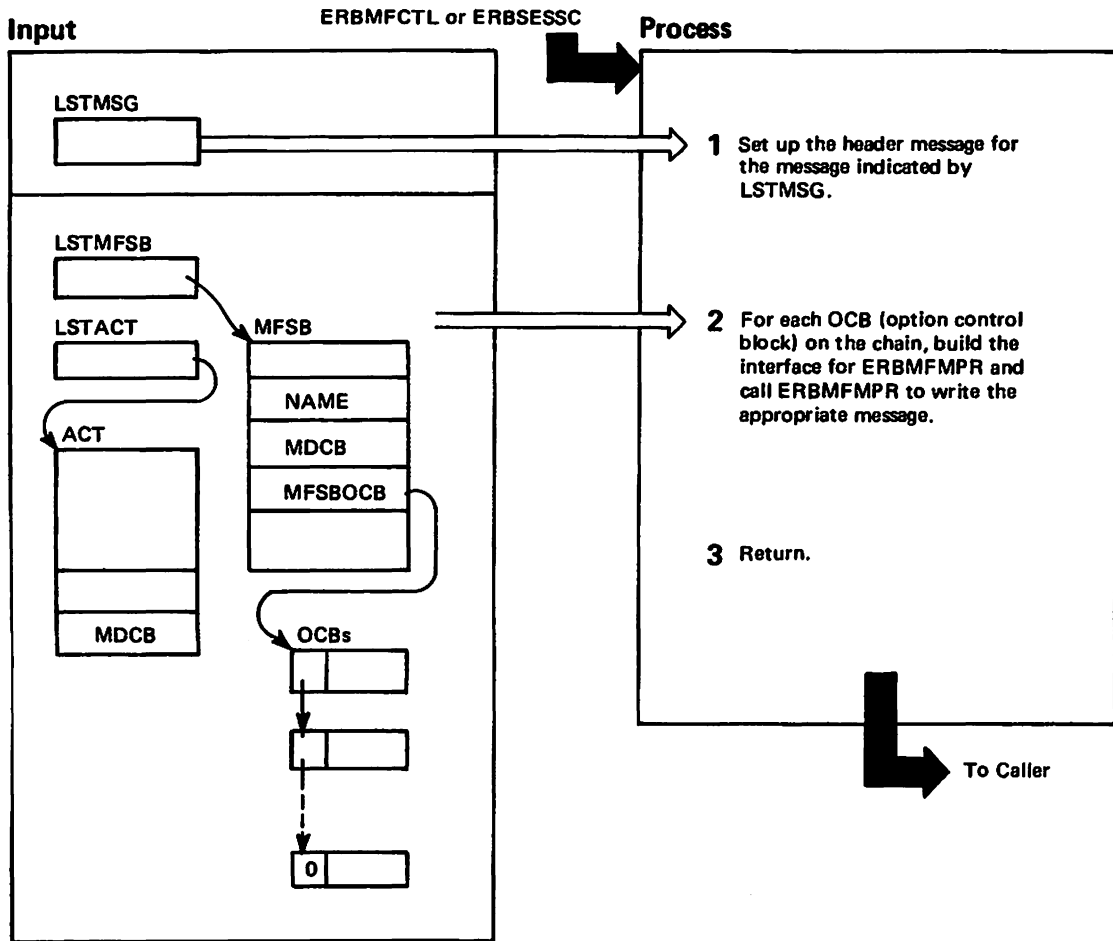 ERBMFCTL or ERBSESSC
Input
Process
LSTMSG
1 Set up the header message for
the message indicated by
LSTMSG.
LSTMFSB
LSTACT
MFSB
NAME
MDCB
MFSBOCB
ACT
MDCB
OCBs
0
2 For each OCB (option control
block) on the chain, build the
interface for ERBMFMPR and
call ERBMFMPR to write the
appropriate message.
3 Return.
To Caller